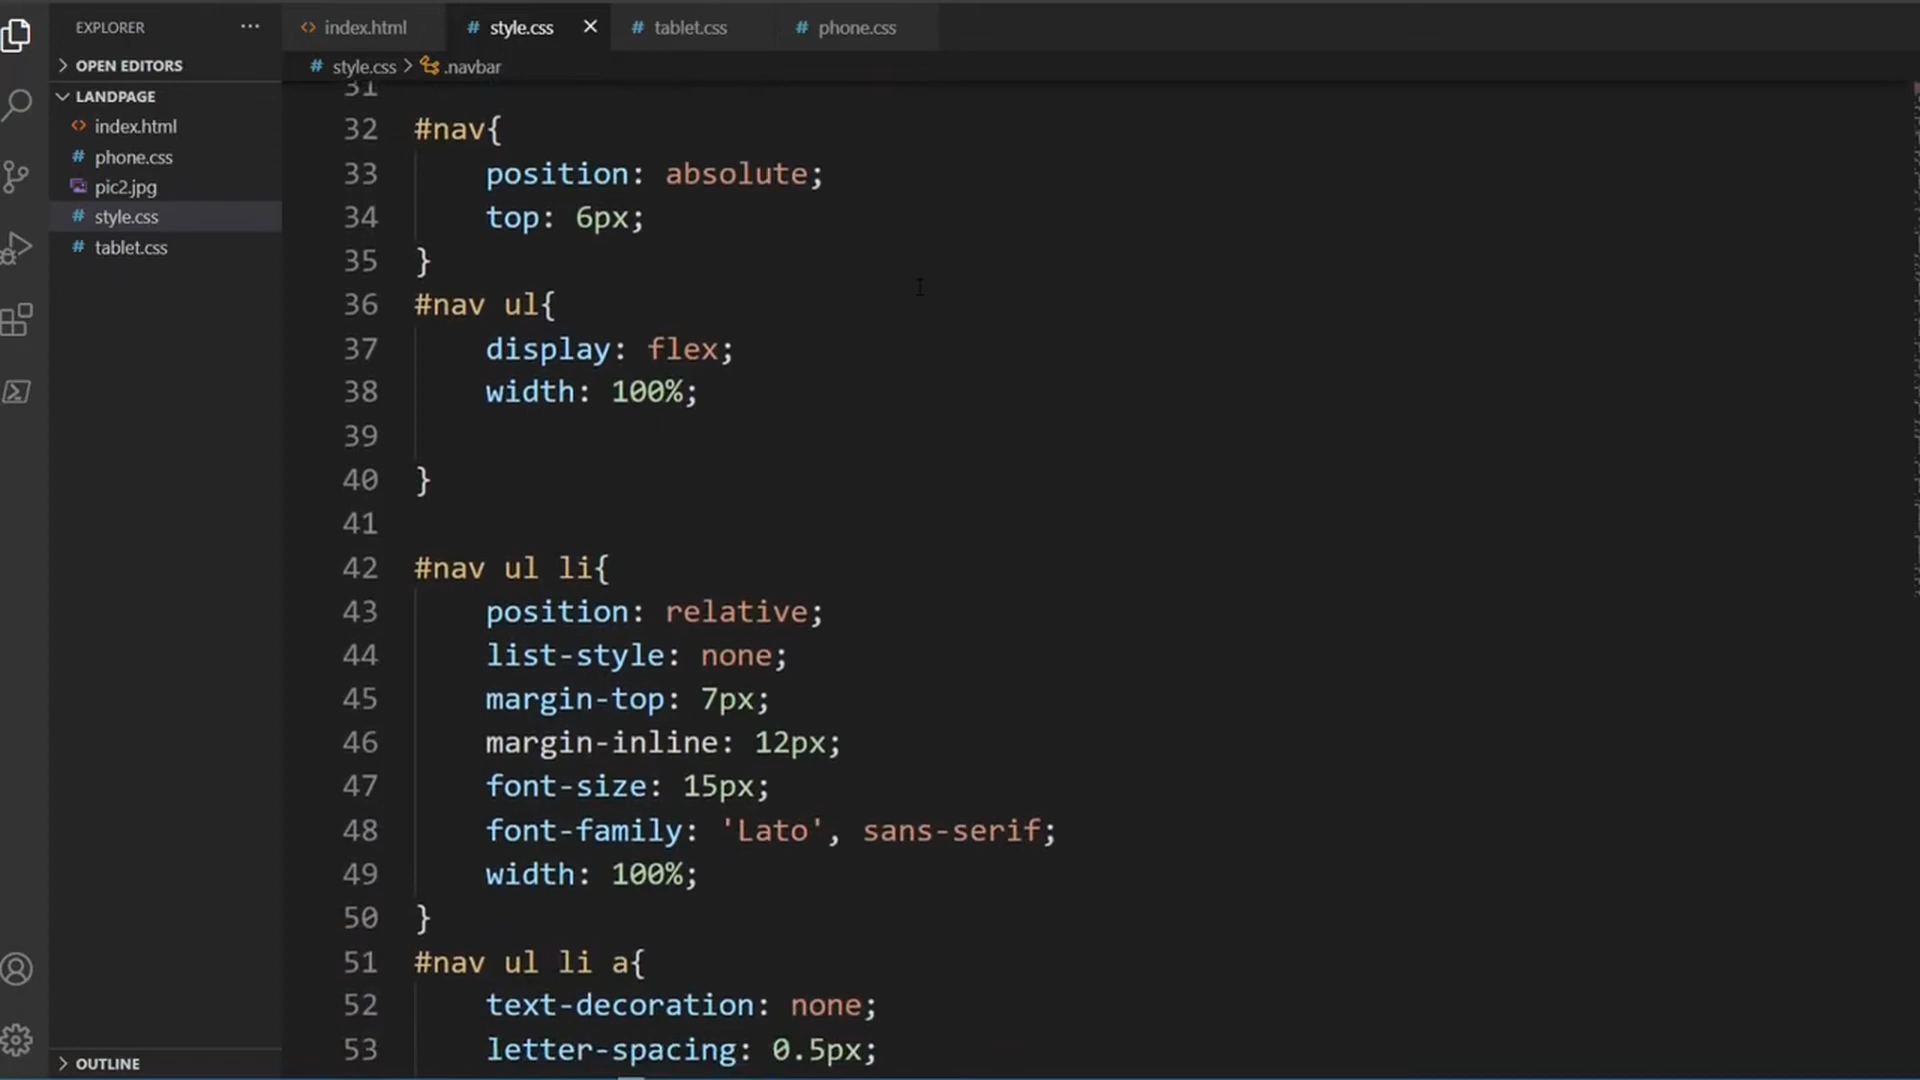 EXPLORER ···
OPEN EDITORS
LANDPAGE
index.html
# phone.css
pic2.jpg
# style.css
# tablet.css
OUTLINE
index.html # style.css # tablet.css # phone.css
# style.css > .navbar
31
32 #nav{
33 position: absolute;
34 top: 6px;
35 }
36 #nav ul{
37 display: flex;
38 width: 100%;
39
40 }
41
42 #nav ul li{
43 position: relative;
44 list-style: none;
45 margin-top: 7px;
46 margin-inline: 12px;
47 font-size: 15px;
48 font-family: 'Lato', sans-serif;
49 width: 100%;
50 }
51 #nav ul li a{
52 text-decoration: none;
53 letter-spacing: 0.5px;